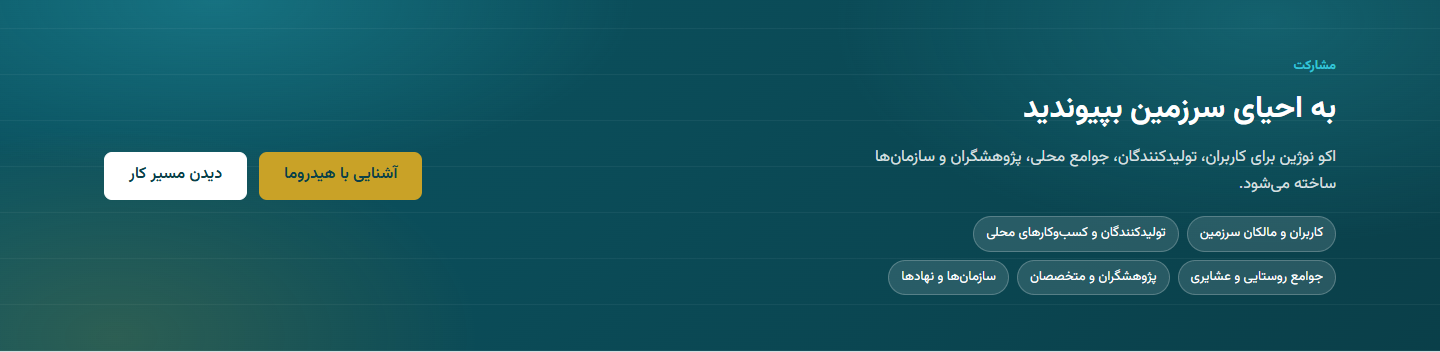 مشارکت
به احیای سرزمین بپیوندید
اکو نوژین برای کاربران، تولیدکنندگان، جوامع محلی، پژوهشگران و سازمان‌ها
ساخته می‌شود.
کاربران و مالکان سرزمین
تولیدکنندگان و کسب‌وکارهای محلی
جوامع روستایی و عشایری
پژوهشگران و متخصصان
سازمان‌ها و نهادها
آشنایی با هیدروما
دیدن مسیر کار